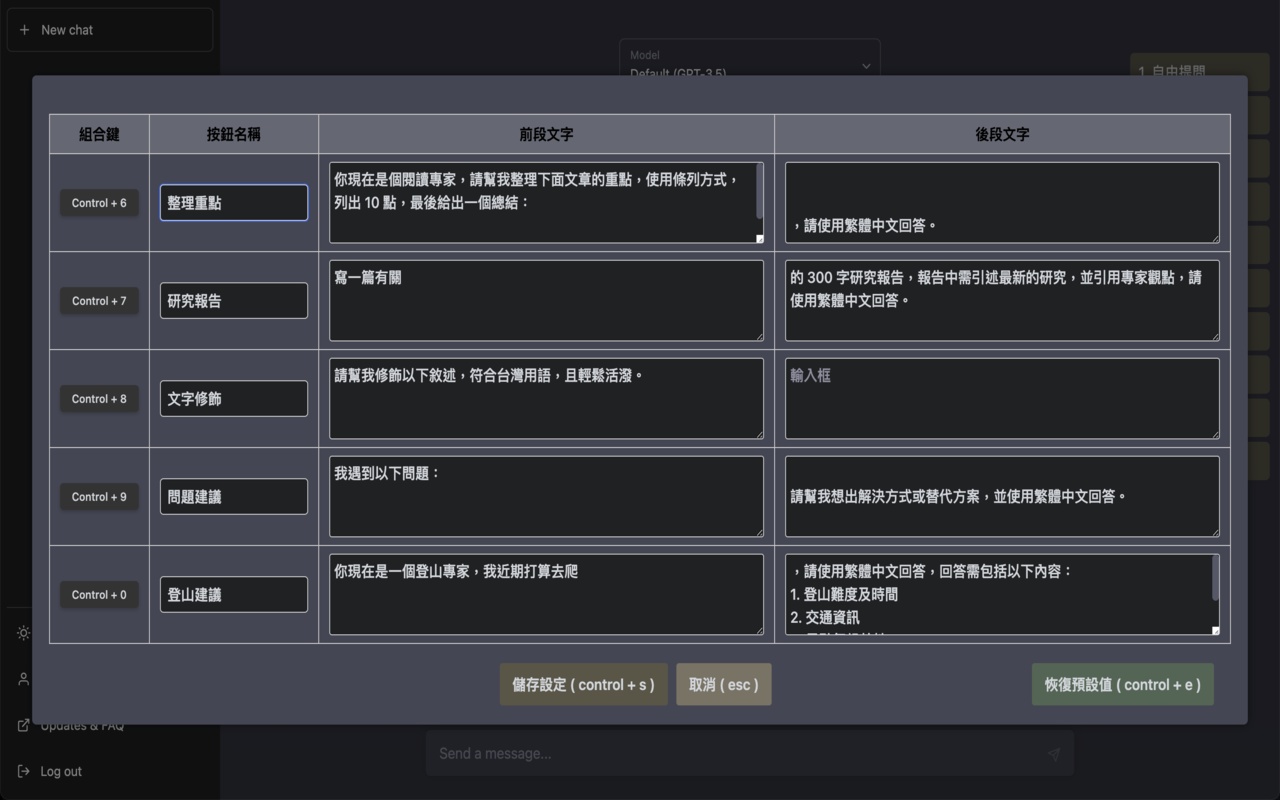 New chat
Model
Default (GPT-3.5)
1. 自由提問
組合鍵
按鈕名稱
前段文字
後段文字
Control + 6
整理重點
你現在是個閱讀專家，請幫我整理下面文章的重點，使用條列方式，
列出 10 點，最後給出一個總結：
，請使用繁體中文回答。
Control + 7
研究報告
寫一篇有關
的 300 字研究報告，報告中需引述最新的研究，並引用專家觀點，請
使用繁體中文回答。
Control + 8
文字修飾
請幫我修飾以下敘述，符合台灣用語，且輕鬆活潑。
輸入框
Control + 9
問題建議
我遇到以下問題：
請幫我想出解決方式或替代方案，並使用繁體中文回答。
Control + 0
登山建議
你現在是一個登山專家，我近期打算去爬
，請使用繁體中文回答，回答需包括以下內容：
1. 登山難度及時間
2. 交通資訊
儲存設定 ( control + s )
取消 ( esc )
恢復預設值 ( control + e )
Updates & FAQ
Send a message...
Log out